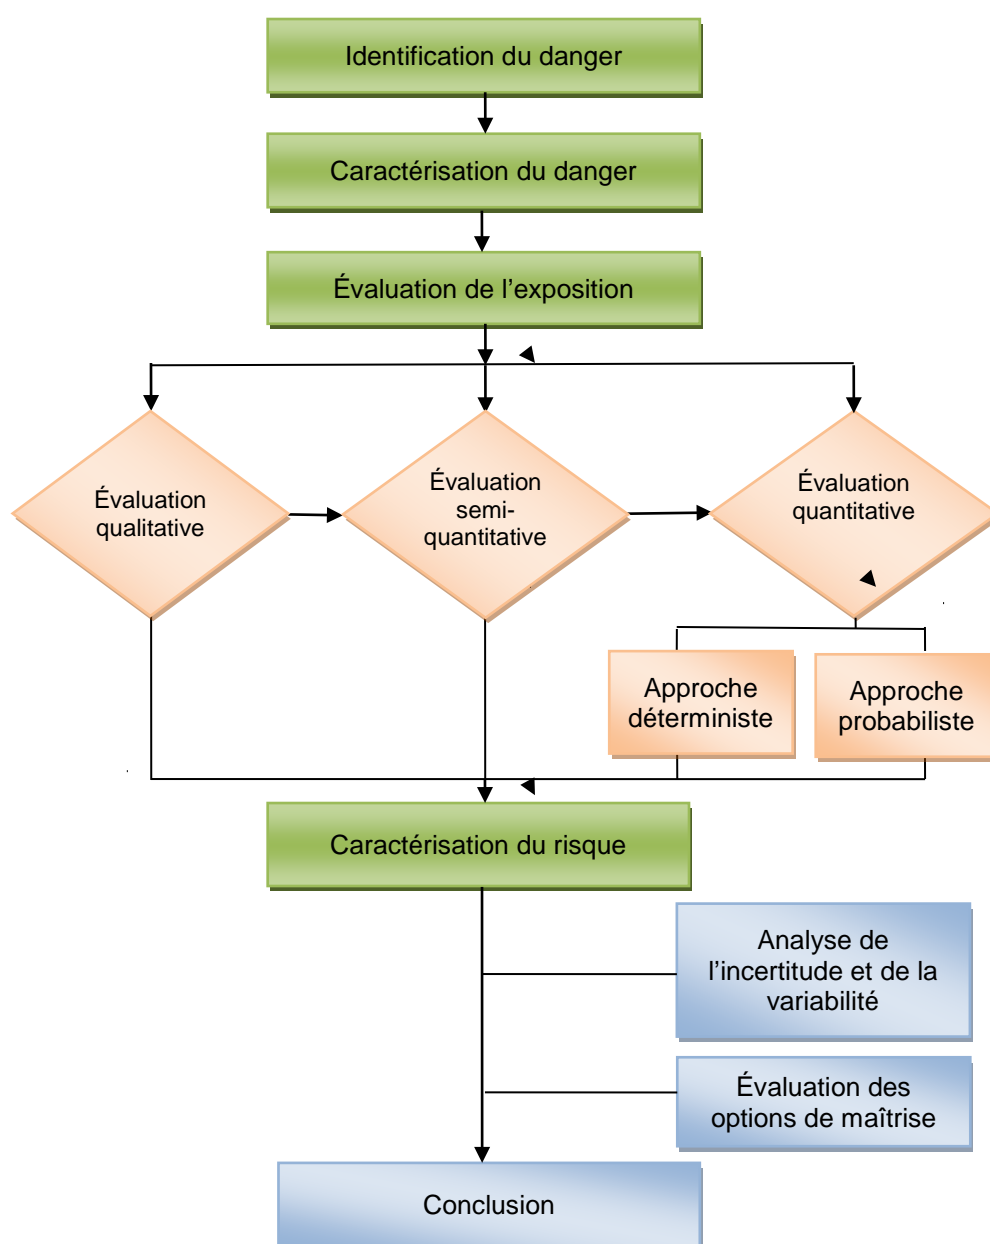 Identification du danger
Caractérisation du danger
Évaluation de l’exposition
Évaluation
qualitative
Évaluation
semi-
quantitative
Évaluation
quantitative
Approche
déterministe
Approche
probabiliste
Caractérisation du risque
Analyse de
l’incertitude et de la
variabilité
Évaluation des
options de maîtrise
Conclusion